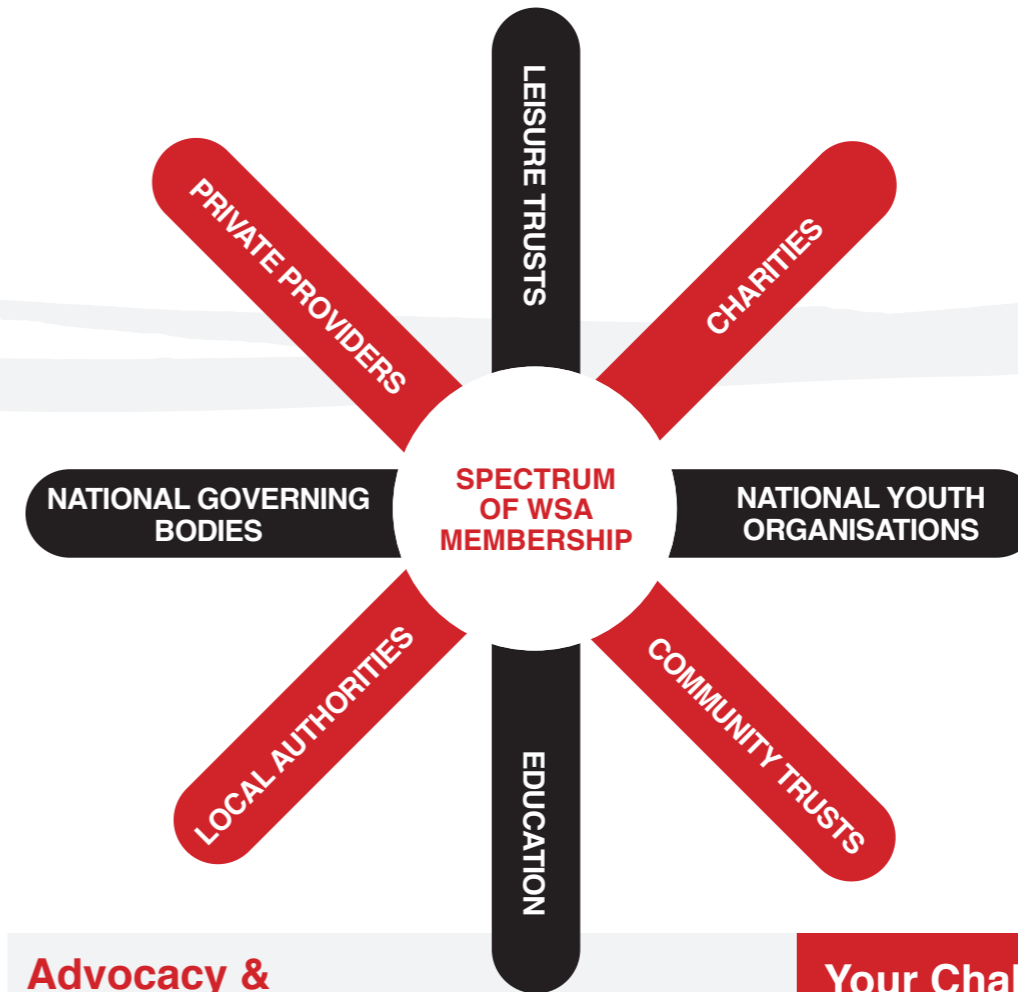 LEISURE TRUSTS
PRIVATE PROVIDERS
CHARITIES
NATIONAL GOVERNING
BODIES
SPECTRUM
OF WSA
MEMBERSHIP
NATIONAL YOUTH
ORGANISATIONS
LOCAL AUTHORITIES
COMMUNITY TRUSTS
EDUCATION
Advocacy &
Your